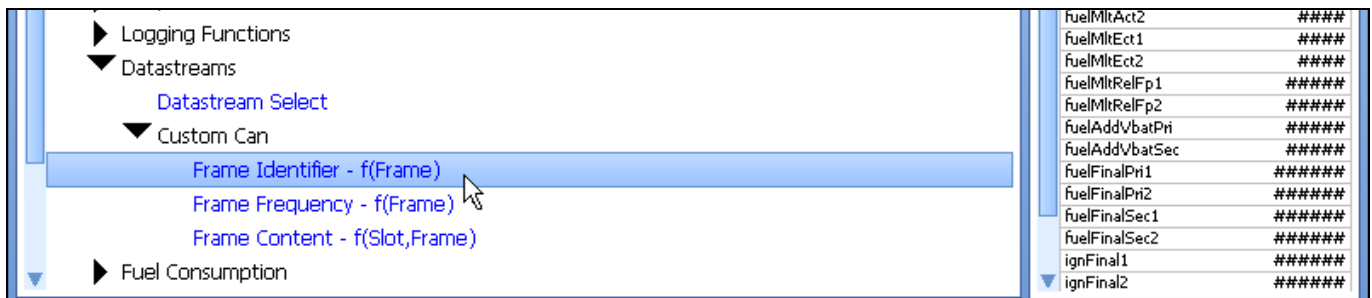 Logging Functions
Datastreams
Datastream Select
Custom Can
Frame Identifier - f(Frame)
Frame Frequency - f(Frame)
Frame Content - f(Slot,Frame)
Fuel Consumption
fuelMltAct2 ####
fuelMltEct1 ####
fuelMltEct2 ####
fuelMltRelFp1 #####
fuelMltRelFp2 #####
fuelAddVbatPri #####
fuelAddVbatSec #####
fuelFinalPri1 ######
fuelFinalPri2 ######
fuelFinalSec1 ######
fuelFinalSec2 ######
ignFinal1 ######
ignFinal2 ######